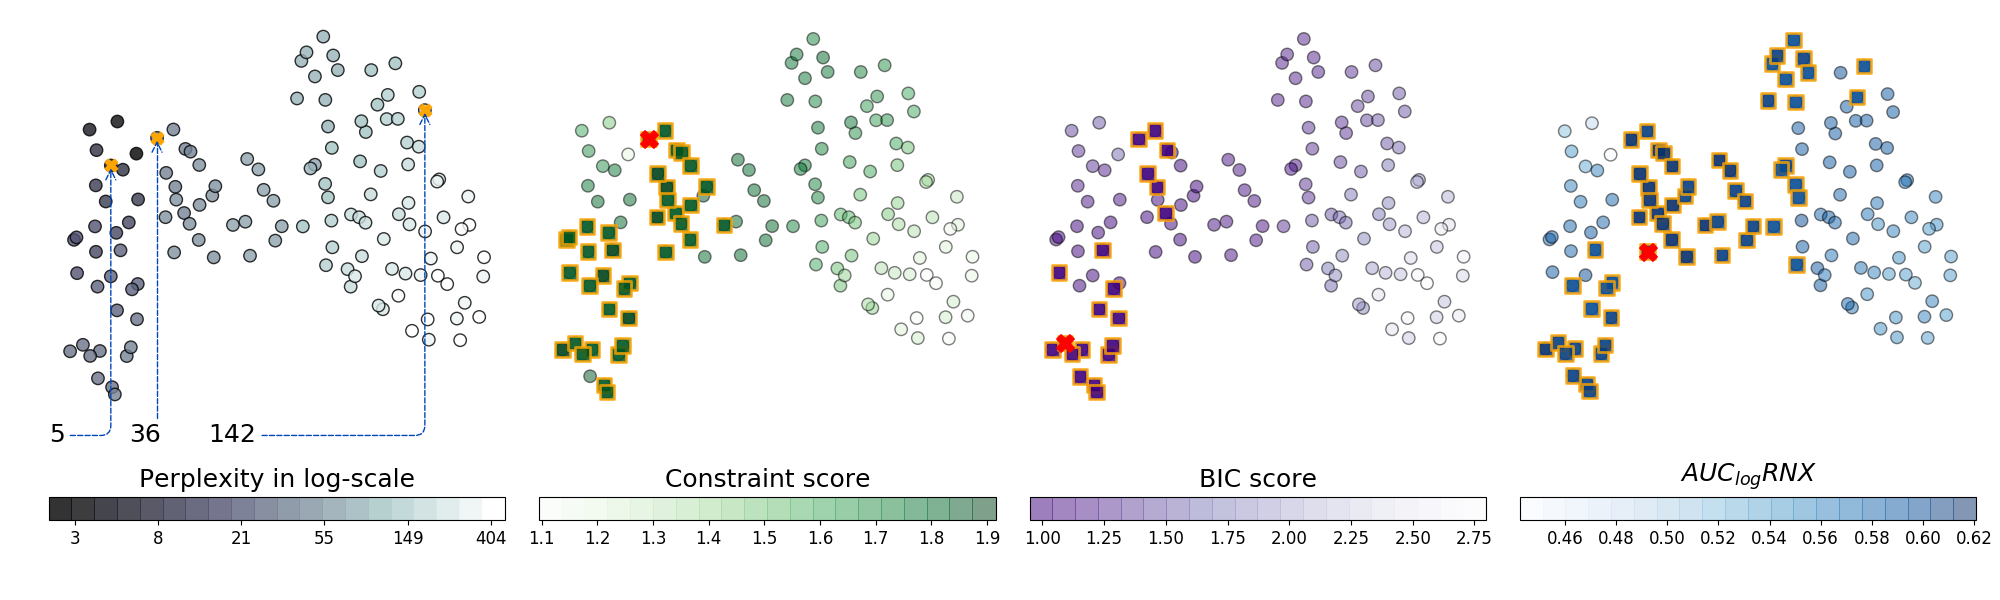 5 36 142
Perplexity in log-scale
3 8 21 55 149 404
Constraint score
1.1 1.2 1.3 1.4 1.5 1.6 1.7 1.8 1.9
BIC score
1.00 1.25 1.50 1.75 2.00 2.25 2.50 2.75
AUC_{log}RNX
0.46 0.48 0.50 0.52 0.54 0.56 0.58 0.60 0.62